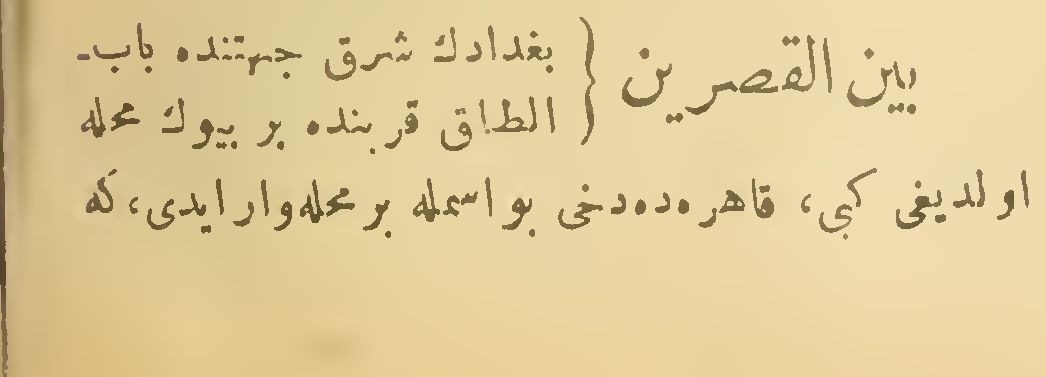 بين القصرين { بغدادك شرق جهتنده باب-
الطاق قربنده بر بيوك محله
اولديغى كبى، قاهره‌ده‌دخى بو اسمله بر محله‌وار ايدى، كه